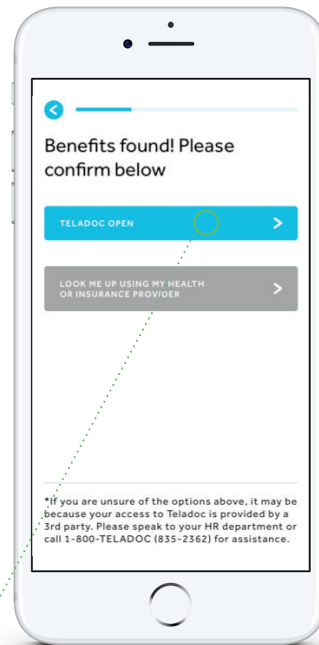 Benefits found! Please
confirm below
TELADOC OPEN
LOOK ME UP USING MY HEALTH
OR INSURANCE PROVIDER
*If you are unsure of the options above, it may be
because your access to Teladoc is provided by a
3rd party. Please speak to your HR department or
call 1-800-TELADOC (835-2362) for assistance.